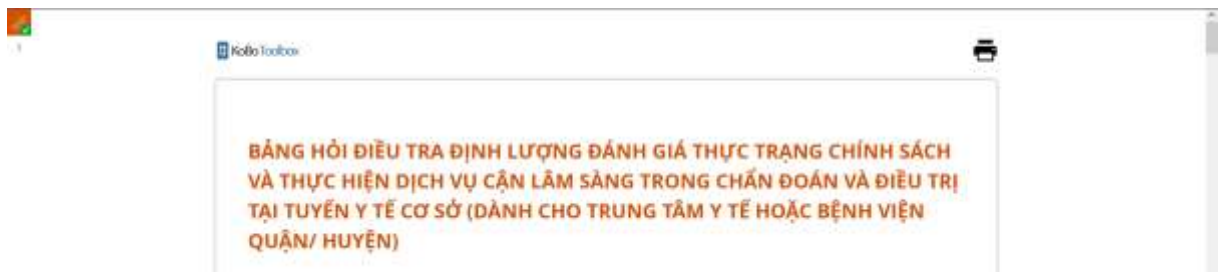 KoBoToolbox
BẢNG HỎI ĐIỀU TRA ĐỊNH LƯỢNG ĐÁNH GIÁ THỰC TRẠNG CHÍNH SÁCH
VÀ THỰC HIỆN DỊCH VỤ CẬN LÂM SÀNG TRONG CHẨN ĐOÁN VÀ ĐIỀU TRỊ
TẠI TUYẾN Y TẾ CƠ SỞ (DÀNH CHO TRUNG TÂM Y TẾ HOẶC BỆNH VIỆN
QUẬN/ HUYỆN)